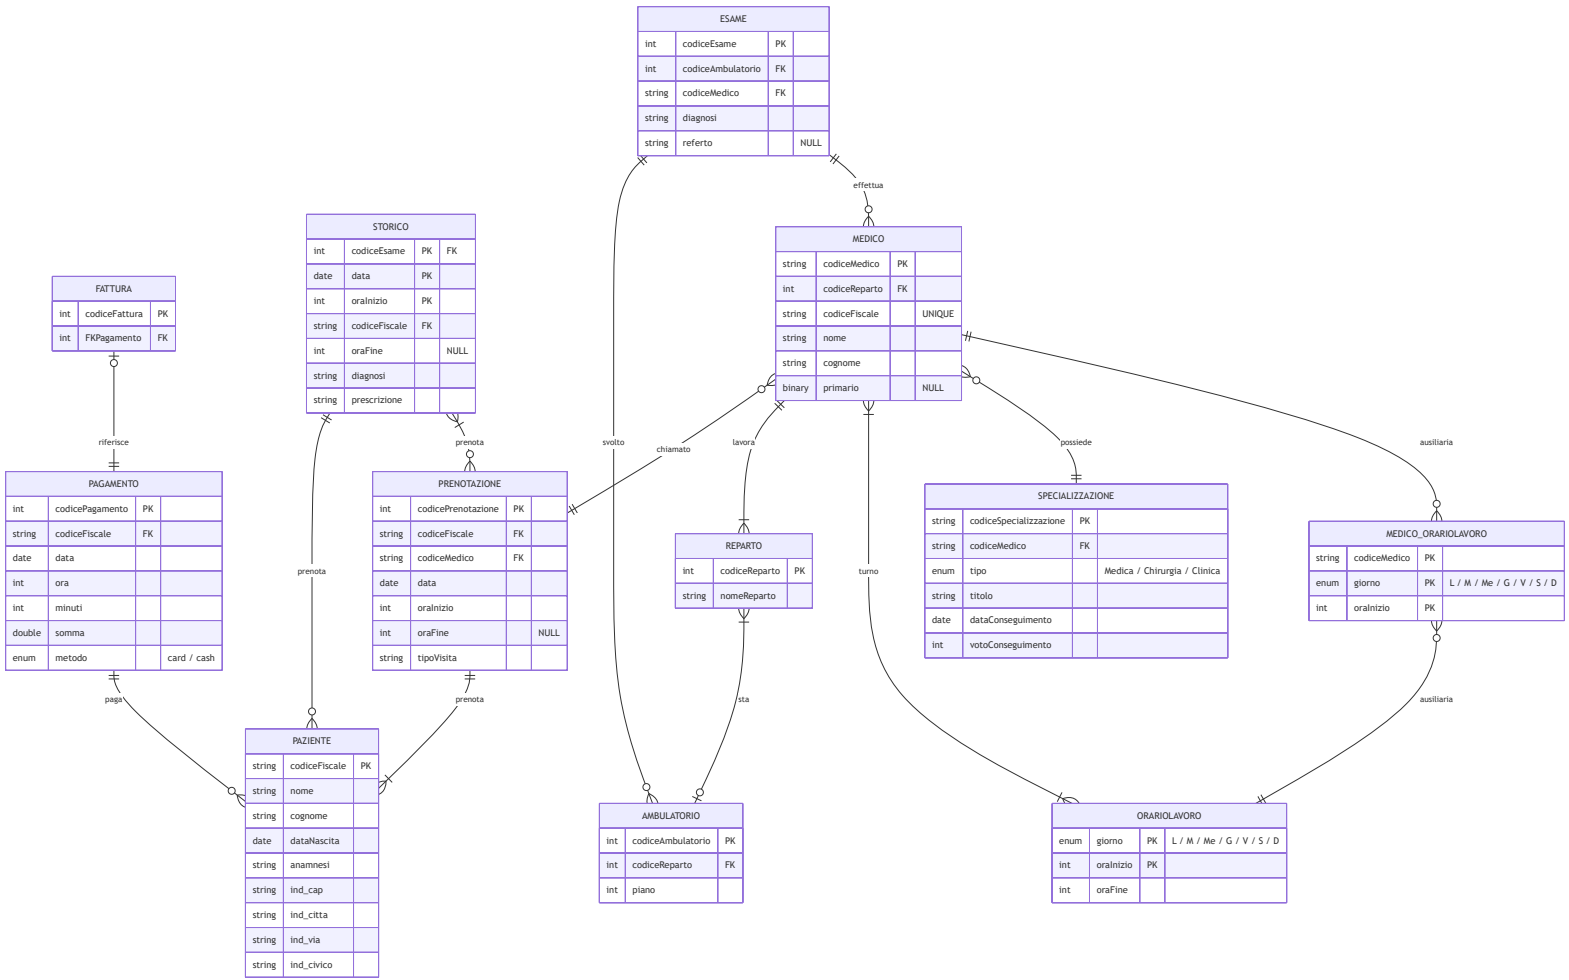 ESAME
int codiceEsame PK
int codiceAmbulatorio FK
string codiceMedico FK
string diagnosi
string referto NULL
effettua
STORICO
int codiceEsame PK FK
date data PK
int oraInizio PK
string codiceFiscale FK
int oraFine NULL
string diagnosi
string prescrizione
MEDICO
string codiceMedico PK
int codiceReparto FK
string codiceFiscale UNIQUE
string nome
string cognome
binary primario NULL
FATTURA
int codiceFattura PK
int FKPagamento FK
riferisce
prenota
svolto
chiamato
lavora
possiede
ausiliaria
PAGAMENTO
int codicePagamento PK
string codiceFiscale FK
date data
int ora
int minuti
double somma
enum metodo card / cash
PRENOTAZIONE
int codicePrenotazione PK
string codiceFiscale FK
string codiceMedico FK
date data
int oraInizio
int oraFine NULL
string tipoVisita
REPARTO
int codiceReparto PK
string nomeReparto
SPECIALIZZAZIONE
string codiceSpecializzazione PK
string codiceMedico FK
enum tipo Medica / Chirurgia / Clinica
string titolo
date dataConseguimento
int votoConseguimento
MEDICO_ORARIOLAVORO
string codiceMedico PK
enum giorno PK L / M / Me / G / V / S / D
int oraInizio PK
prenota
turno
paga
prenota
sta
ausiliaria
PAZIENTE
string codiceFiscale PK
string nome
string cognome
date dataNascita
string anamnesi
string ind_cap
string ind_citta
string ind_via
string ind_civico
AMBULATORIO
int codiceAmbulatorio PK
int codiceReparto FK
int piano
ORARIOLAVORO
enum giorno PK L / M / Me / G / V / S / D
int oraInizio PK
int oraFine